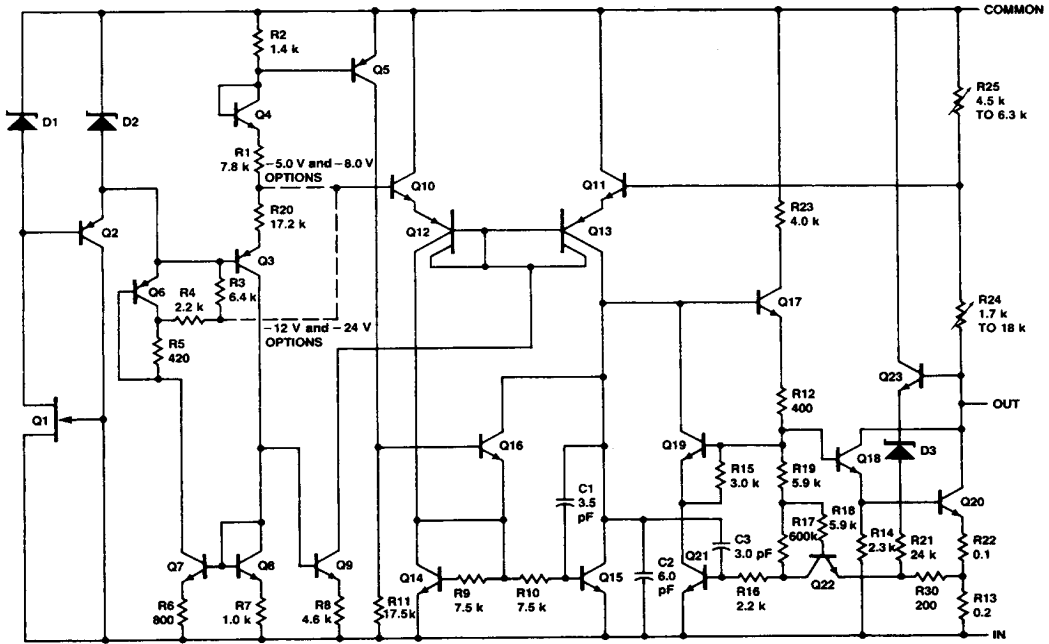 COMMON
R2
1.4 k
Q5
Q4
R25
4.5 k
TO 6.3 k
D1
D2
R1
7.8 k
–5.0 V and –8.0 V
OPTIONS
Q10
Q11
R20
17.2 k
R23
4.0 k
Q2
Q12
Q13
Q3
R3
6.4 k
Q6
R4
2.2 k
Q17
R24
1.7 k
TO 18 k
–12 V and –24 V
OPTIONS
R5
420
Q23
R12
400
OUT
Q1
Q16
Q19
Q18
D3
R15
3.0 k
R19
5.9 k
C1
3.5
pF
Q20
R18
5.9 k
R17
600k
R14
2.3 k
R21
24 k
R22
0.1
C3
3.0 pF
Q7
Q8
Q9
Q14
R9
7.5 k
R10
7.5 k
Q15
C2
6.0
pF
Q21
R16
2.2 k
Q22
R30
200
R6
800
R7
1.0 k
R8
4.6 k
R11
17.5k
R13
0.2
IN